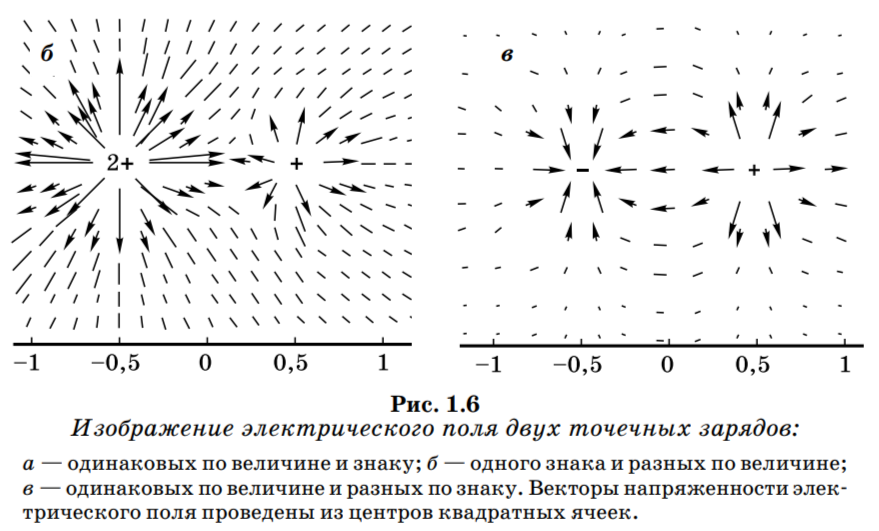 б
в
2+
+
−
+
−1 −0,5 0 0,5 1
−1 −0,5 0 0,5 1
Рис. 1.6
Изображение электрического поля двух точечных зарядов:
а — одинаковых по величине и знаку; б — одного знака и разных по величине;
в — одинаковых по величине и разных по знаку. Векторы напряженности элек-
трического поля проведены из центров квадратных ячеек.